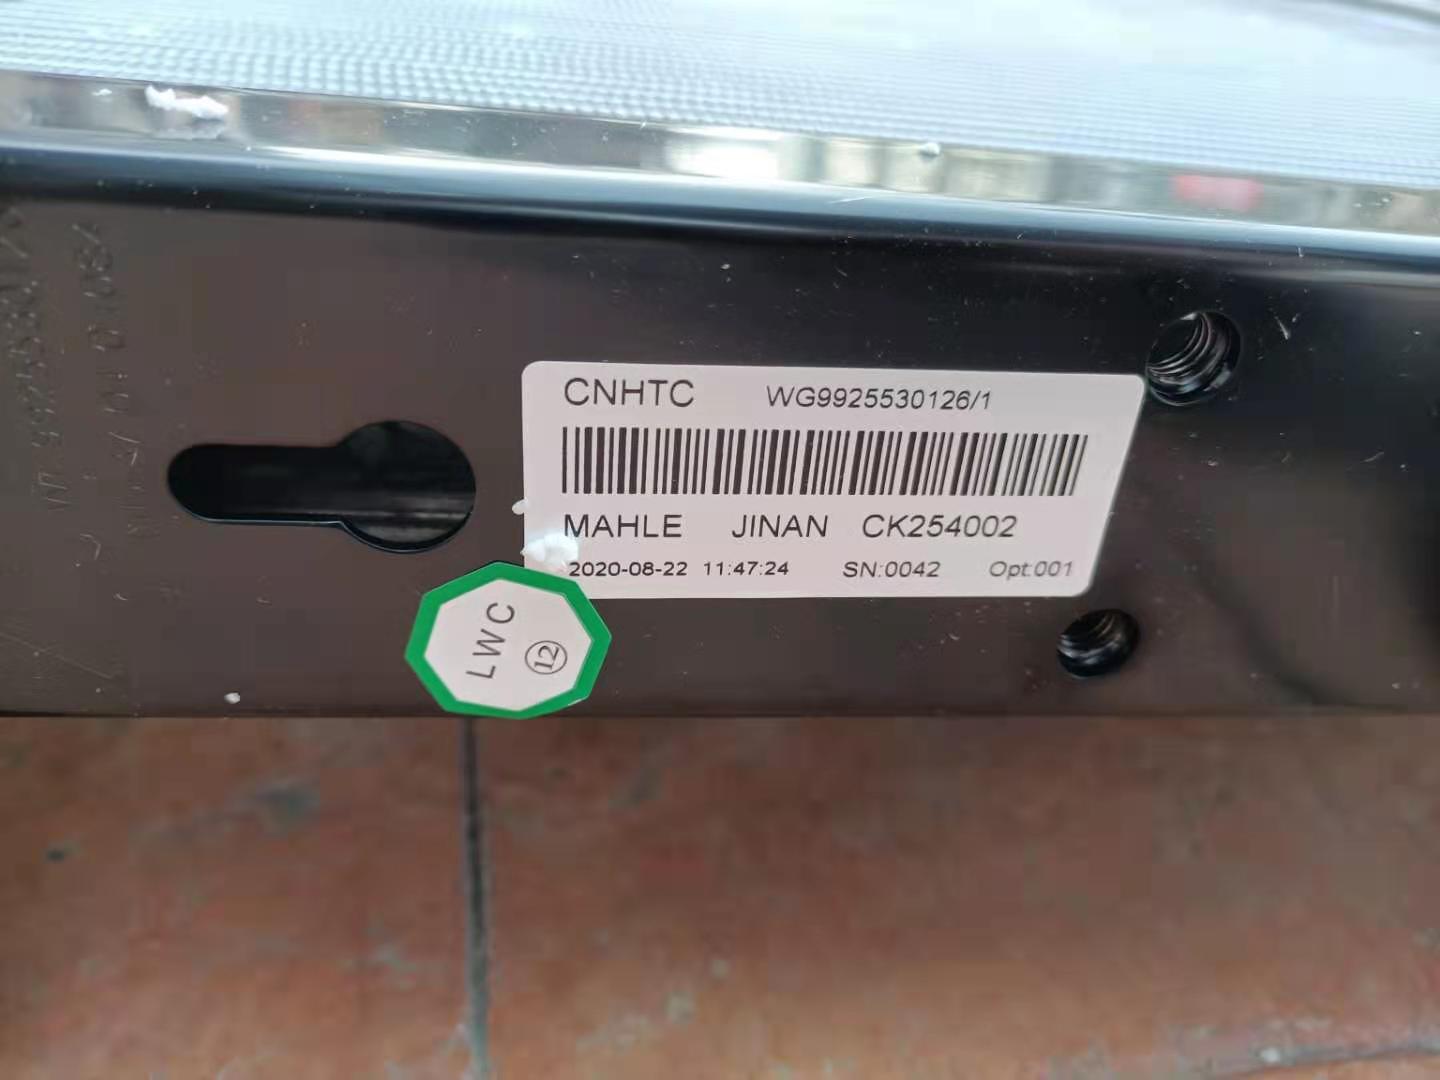 CNHTC WG9925530126/1
MAHLE JINAN CK254002
2020-08-22 11:47:24 SN:0042 Opt:001
LWC
⑫